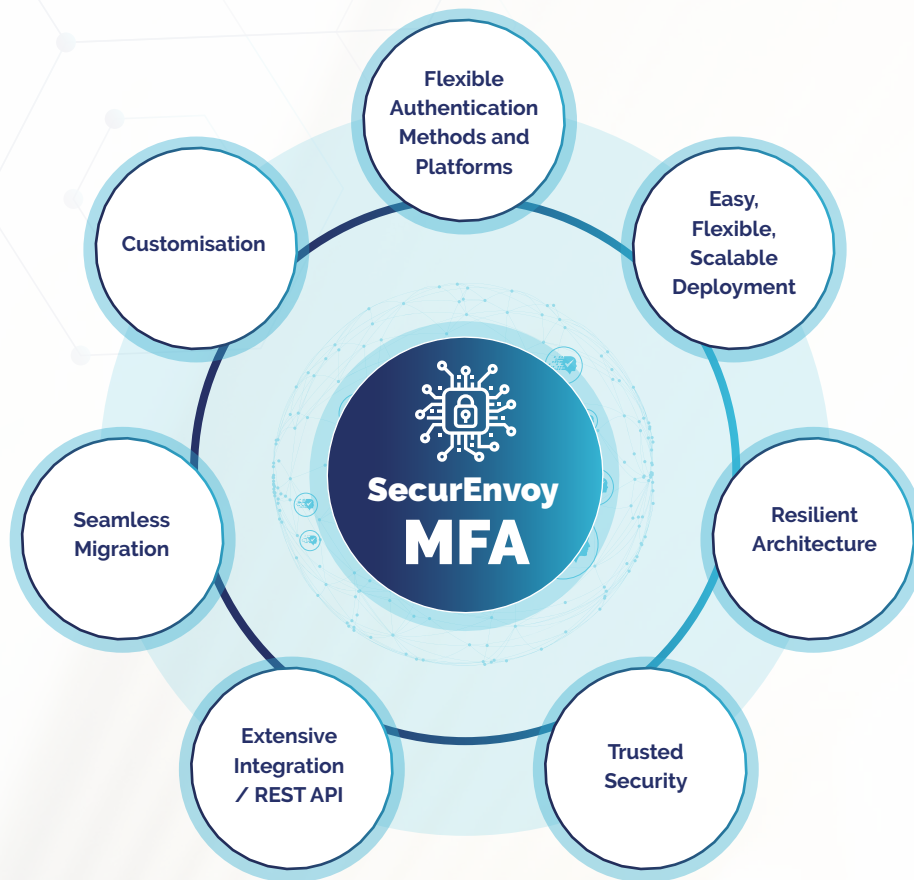 Flexible
Authentication
Methods and
Platforms
Easy,
Flexible,
Scalable
Deployment
Customisation
SecurEnvoy
MFA
Seamless
Migration
Resilient
Architecture
Extensive
Integration
/ REST API
Trusted
Security